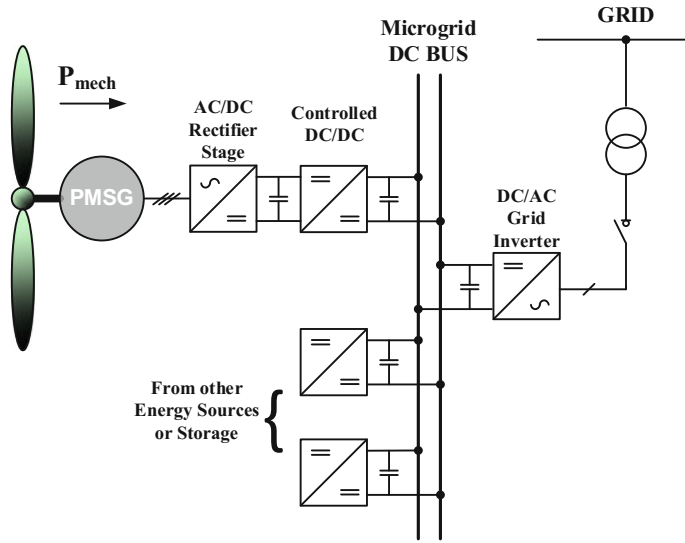 GRID
Microgrid
DC BUS
P mech
AC/DC
Rectifier
Stage
Controlled
DC/DC
PMSG
DC/AC
Grid
Inverter
From other
Energy Sources
or Storage